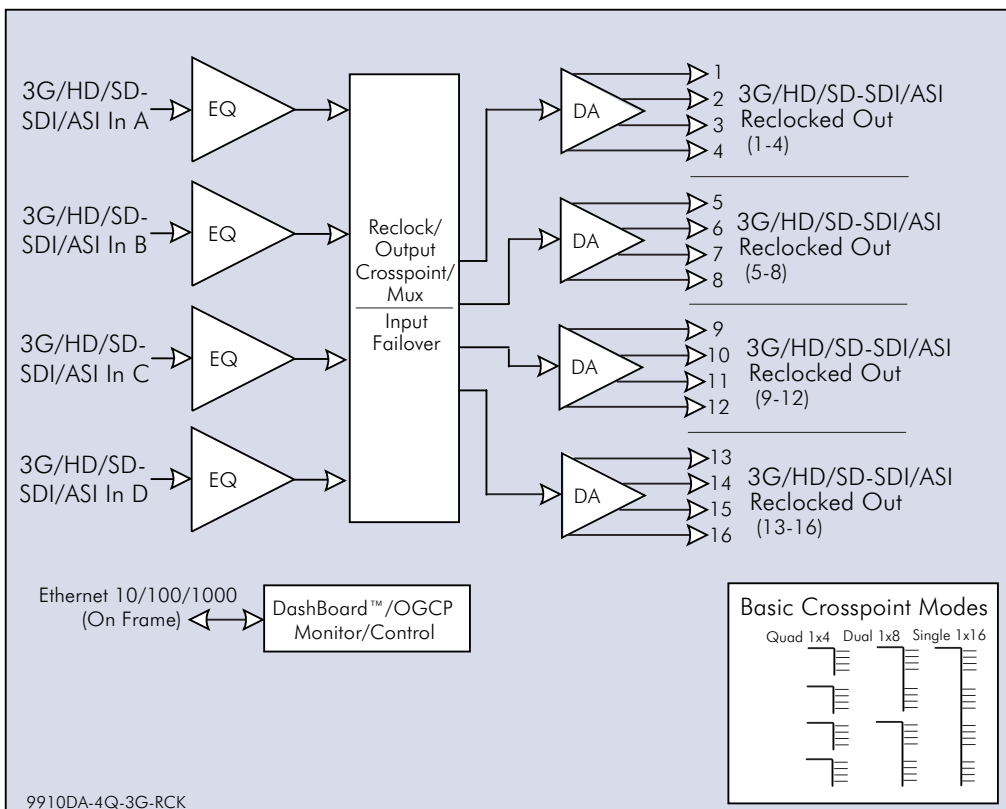 3G/HD/SD-
SDI/ASI In A
EQ
3G/HD/SD-
SDI/ASI In B
EQ
3G/HD/SD-
SDI/ASI In C
EQ
3G/HD/SD-
SDI/ASI In D
EQ
Reclock/
Output
Crosspoint/
Mux
Input
Failover
DA
1
2
3
4
3G/HD/SD-SDI/ASI
Reclocked Out
(1-4)
DA
5
6
7
8
3G/HD/SD-SDI/ASI
Reclocked Out
(5-8)
DA
9
10
11
12
3G/HD/SD-SDI/ASI
Reclocked Out
(9-12)
DA
13
14
15
16
3G/HD/SD-SDI/ASI
Reclocked Out
(13-16)
Ethernet 10/100/1000
(On Frame)
DashBoard™/OGCP
Monitor/Control
Basic Crosspoint Modes
Quad 1x4 Dual 1x8 Single 1x16
9910DA-4Q-3G-RCK